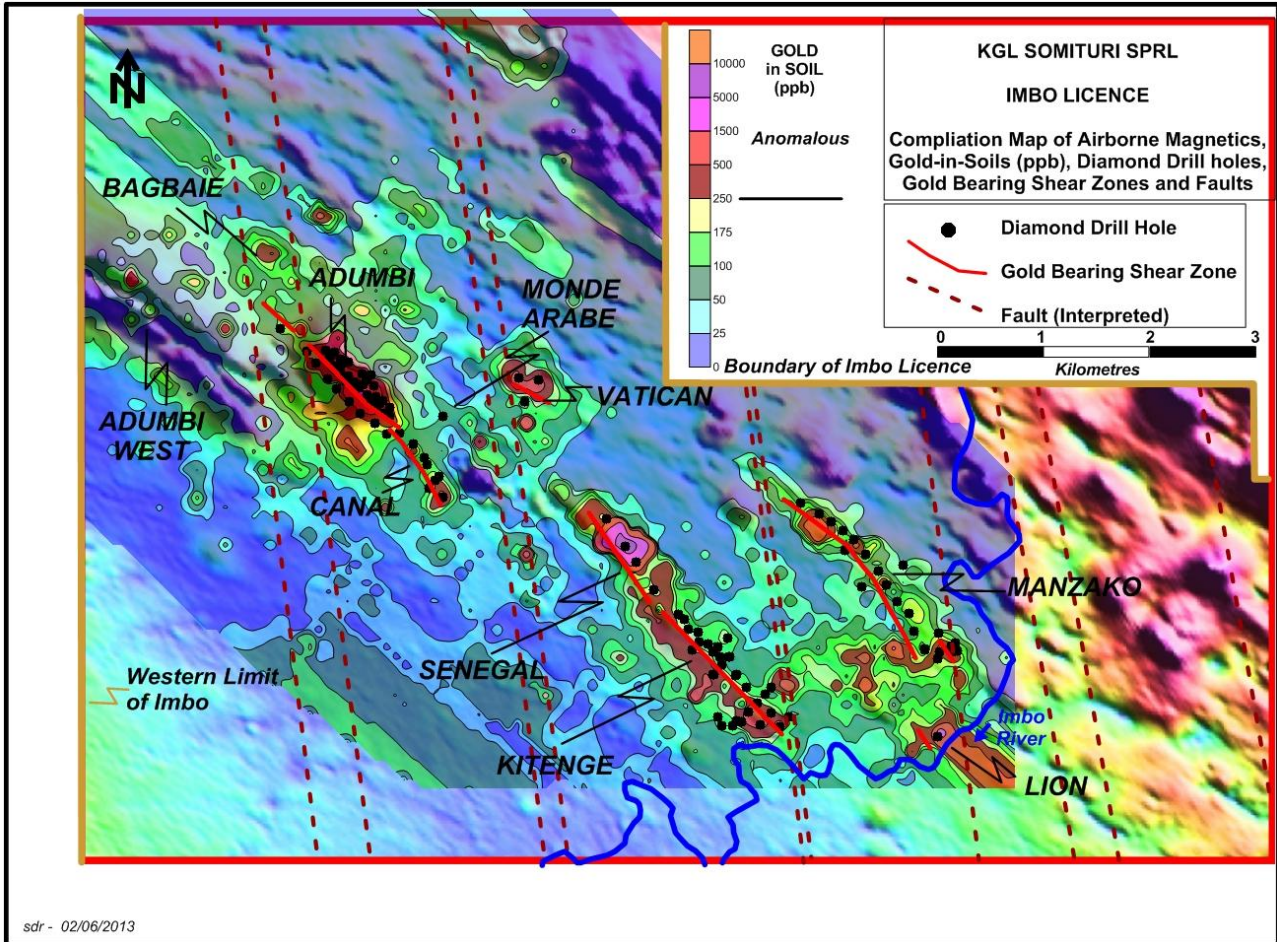 N
GOLD
in SOIL
(ppb)
Anomalous
10000
5000
1500
500
250
175
100
50
25
0
KGL SOMITURI SPRL
IMBO LICENCE
Compliation Map of Airborne Magnetics,
Gold-in-Soils (ppb), Diamond Drill holes,
Gold Bearing Shear Zones and Faults
Diamond Drill Hole
Gold Bearing Shear Zone
Fault (Interpreted)
0 1 2 3
Kilometres
Boundary of Imbo Licence
BAGBAIE
ADUMBI
MONDE
ARABE
VATICAN
ADUMBI
WEST
CANAL
MANZAKO
SENEGAL
Western Limit
of Imbo
KITENGE
Imbo
River
LION
sdr - 02/06/2013